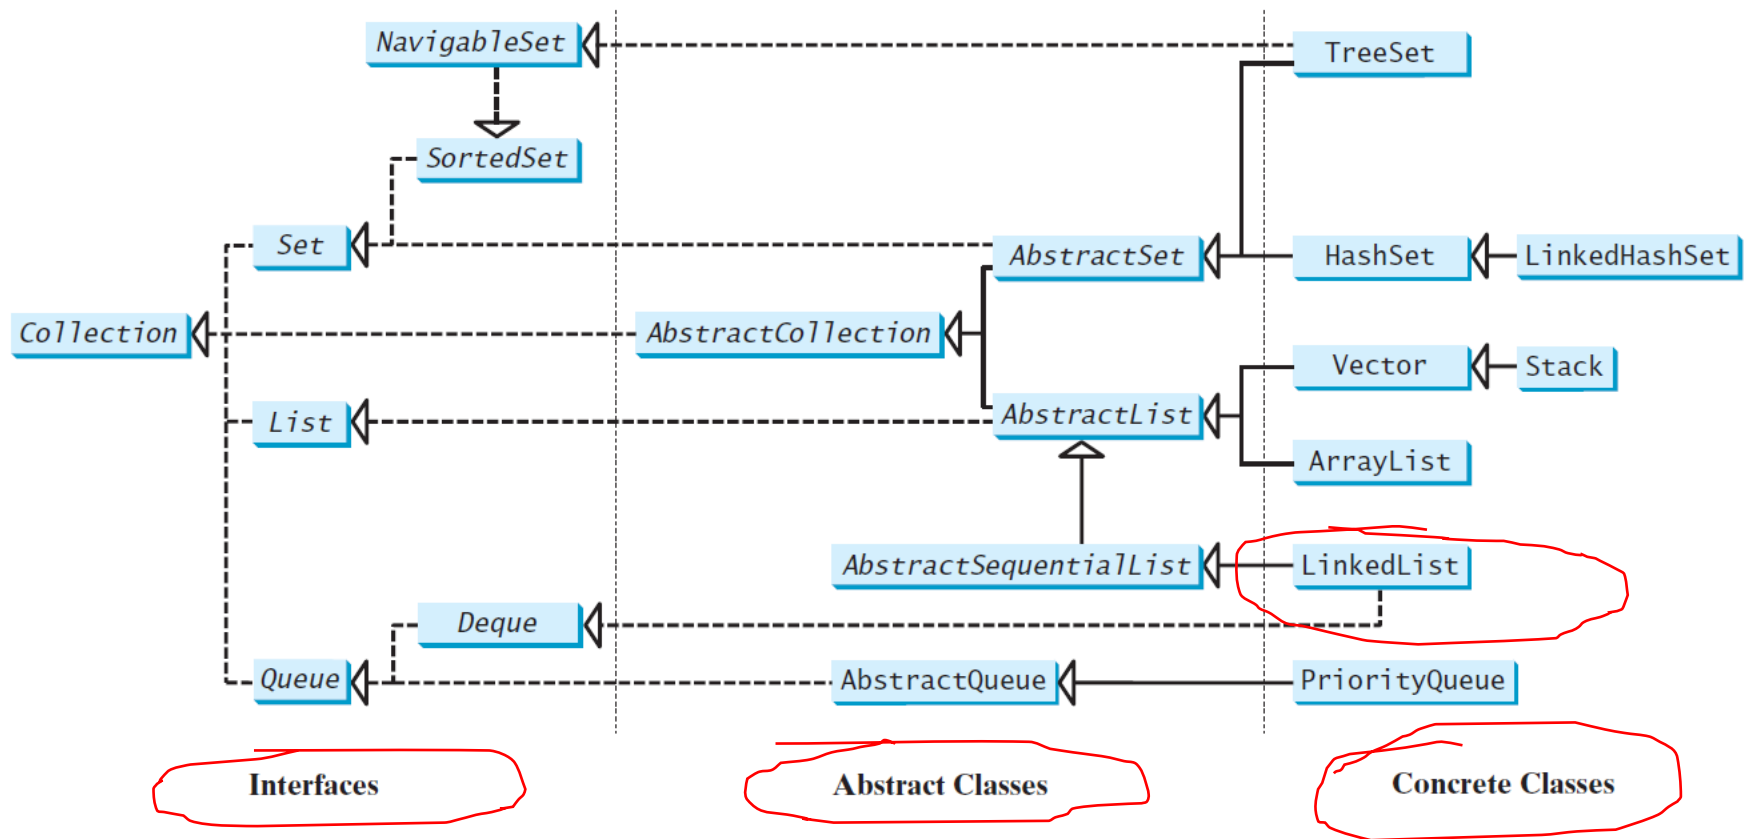 NavigableSet
TreeSet
SortedSet
Set
AbstractSet
HashSet
LinkedHashSet
Collection
AbstractCollection
Vector
Stack
List
AbstractList
ArrayList
AbstractSequentialList
LinkedList
Deque
Queue
AbstractQueue
PriorityQueue
Interfaces
Abstract Classes
Concrete Classes